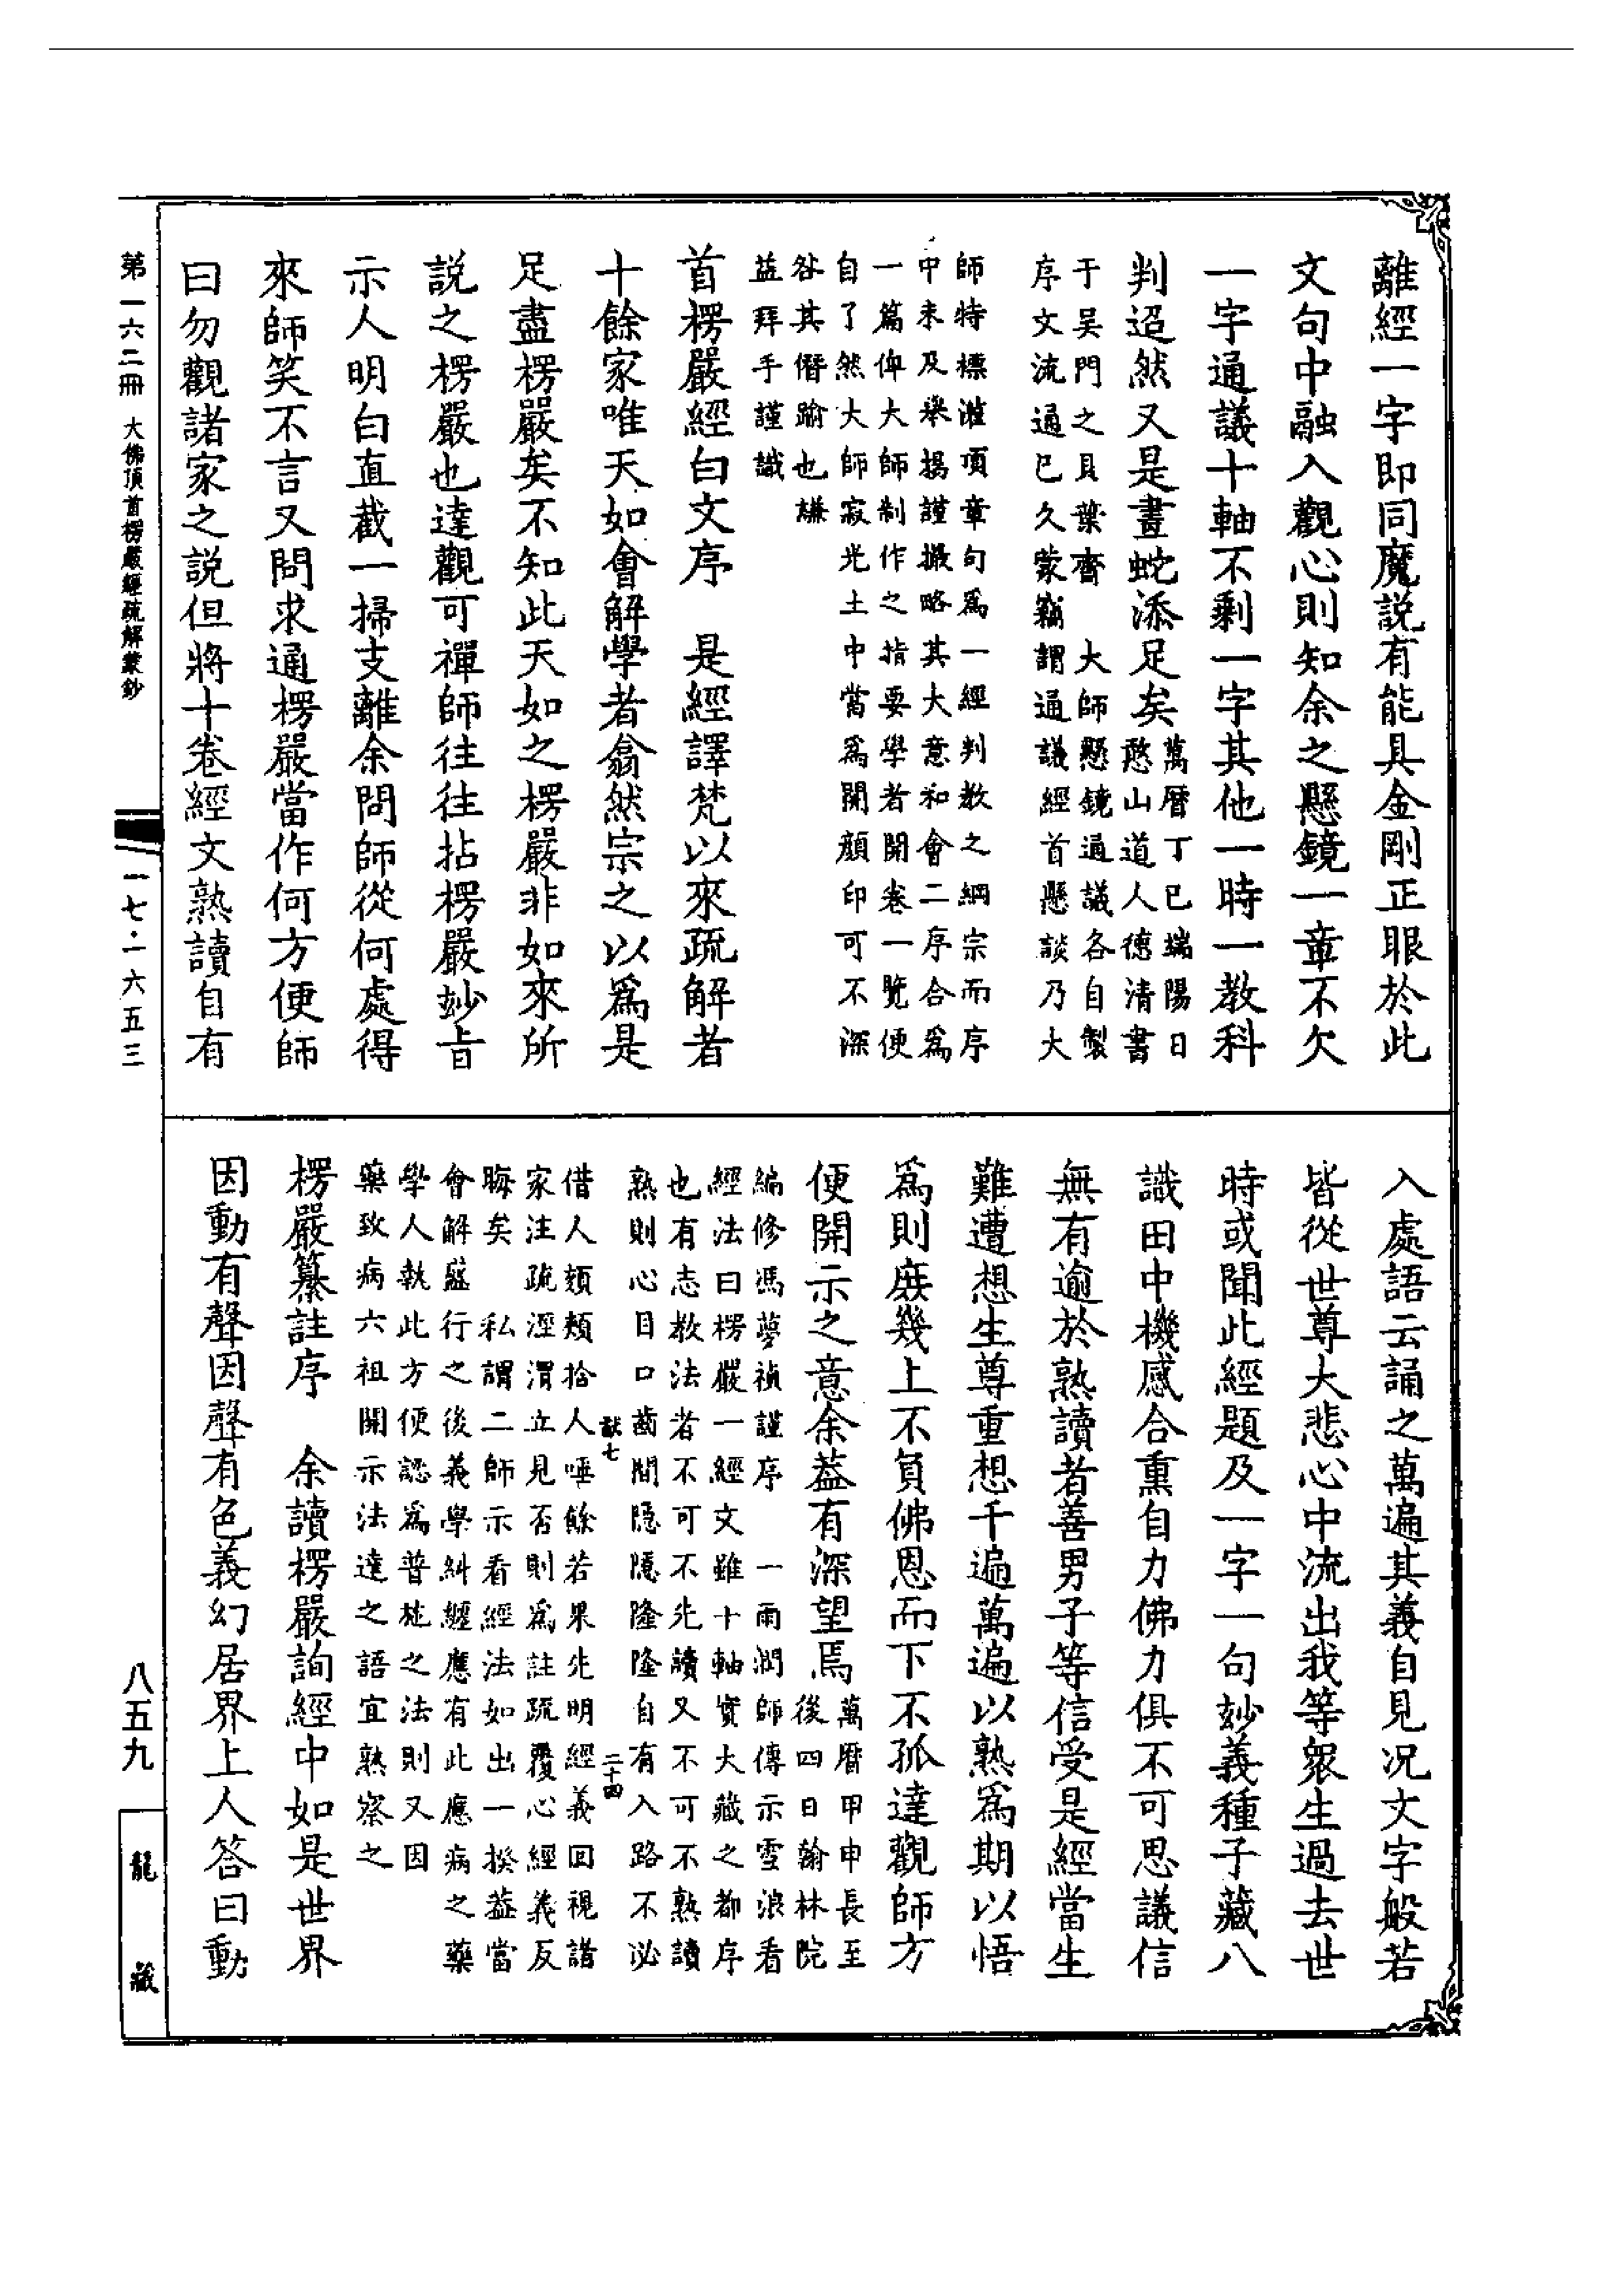 離經一字即同魔説有能具金剛正眼於此
文句中融入觀心則知余之懸鏡一章不欠
一字通議十軸不剩一字其他一時一教科
判迢然又是畫蛇添足矣
萬曆丁巳端陽日
憨山道人德清書
于吴門之貝葉齋　大師懸鏡通議各自製
序文流通已久蒙竊謂通議經首懸談乃大
師特標灌頂章句爲一經判教之綱宗而序
中未及舉揚謹撮略其大意和會二序合爲
一篇俾大師制作之指要學者開卷一覽便
自了然大師寂光土中當爲開顔印可不深
咎其僭踰也謙
益拜手謹識
首楞嚴經白文序　是經譯梵以來疏解者
十餘家唯天如會解學者翕然宗之以爲是
足盡楞嚴矣不知此天如之楞嚴非如來所
説之楞嚴也達觀可禪師往往拈楞嚴玅㫖
示人明白直截一掃支離余問師從何處得
來師笑不言又問求通楞嚴當作何方便師
曰勿觀諸家之説但將十卷經文熟讀自有
入處語云誦之萬遍其義自見况文字般若
皆從世尊大悲心中流出我等衆生過去世
時或聞此經題及一字一句玅義種子藏八
識田中機感合熏自力佛力俱不可思議信
無有逾於熟讀者善男子等信受是經當生
難遭想生尊重想千遍萬遍以熟爲期以悟
爲則庶幾上不負佛恩而下不孤達觀師方
便開示之意余葢有深望焉
萬曆甲申長至
後四日翰林院
編修馮夢禎謹序　一雨潤師傳示雪浪看
經法曰楞嚴一經文雖十軸實大藏之都序
也有志教法者不可不先讀又不可不熟讀
熟則心目口齒間隱隱隆隆自有入路不必
猷七
二十四
借人頰類拾人唾餘若果先明經義回視諸
家注疏涇渭立見否則爲註疏覆心經義反
晦矣　私謂二師示看經法如出一揆葢當
會解盛行之後義學糾纏應有此應病之藥
學人執此方便認爲普施之法則又因
藥致病六祖開示法達之語宜熟察之
楞嚴纂註序　余讀楞嚴詢經中如是世界
因動有聲因聲有色義幻居界上人答曰動
第一六二冊　大佛頂首楞嚴經疏解蒙鈔
一七·一六五三
八五九
龍藏